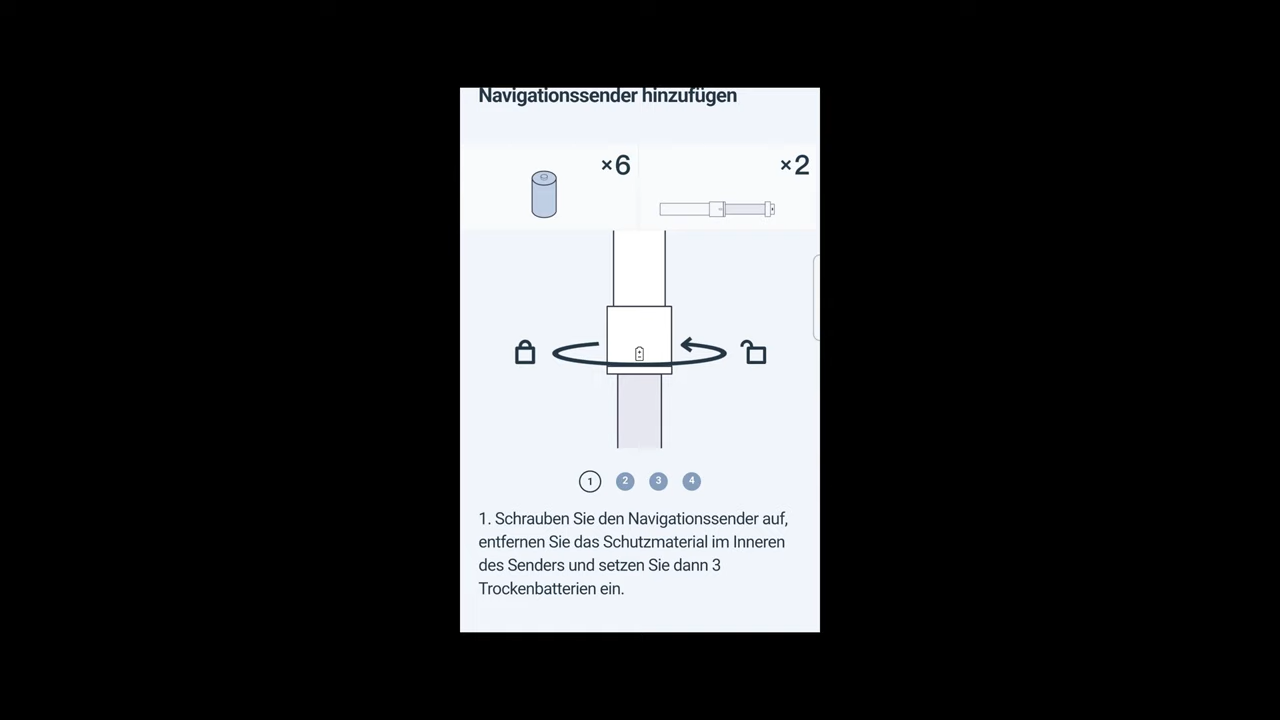 Navigationssender hinzufügen
×6
×2
1 2 3 4
1. Schrauben Sie den Navigationssender auf,
entfernen Sie das Schutzmaterial im Inneren
des Senders und setzen Sie dann 3
Trockenbatterien ein.